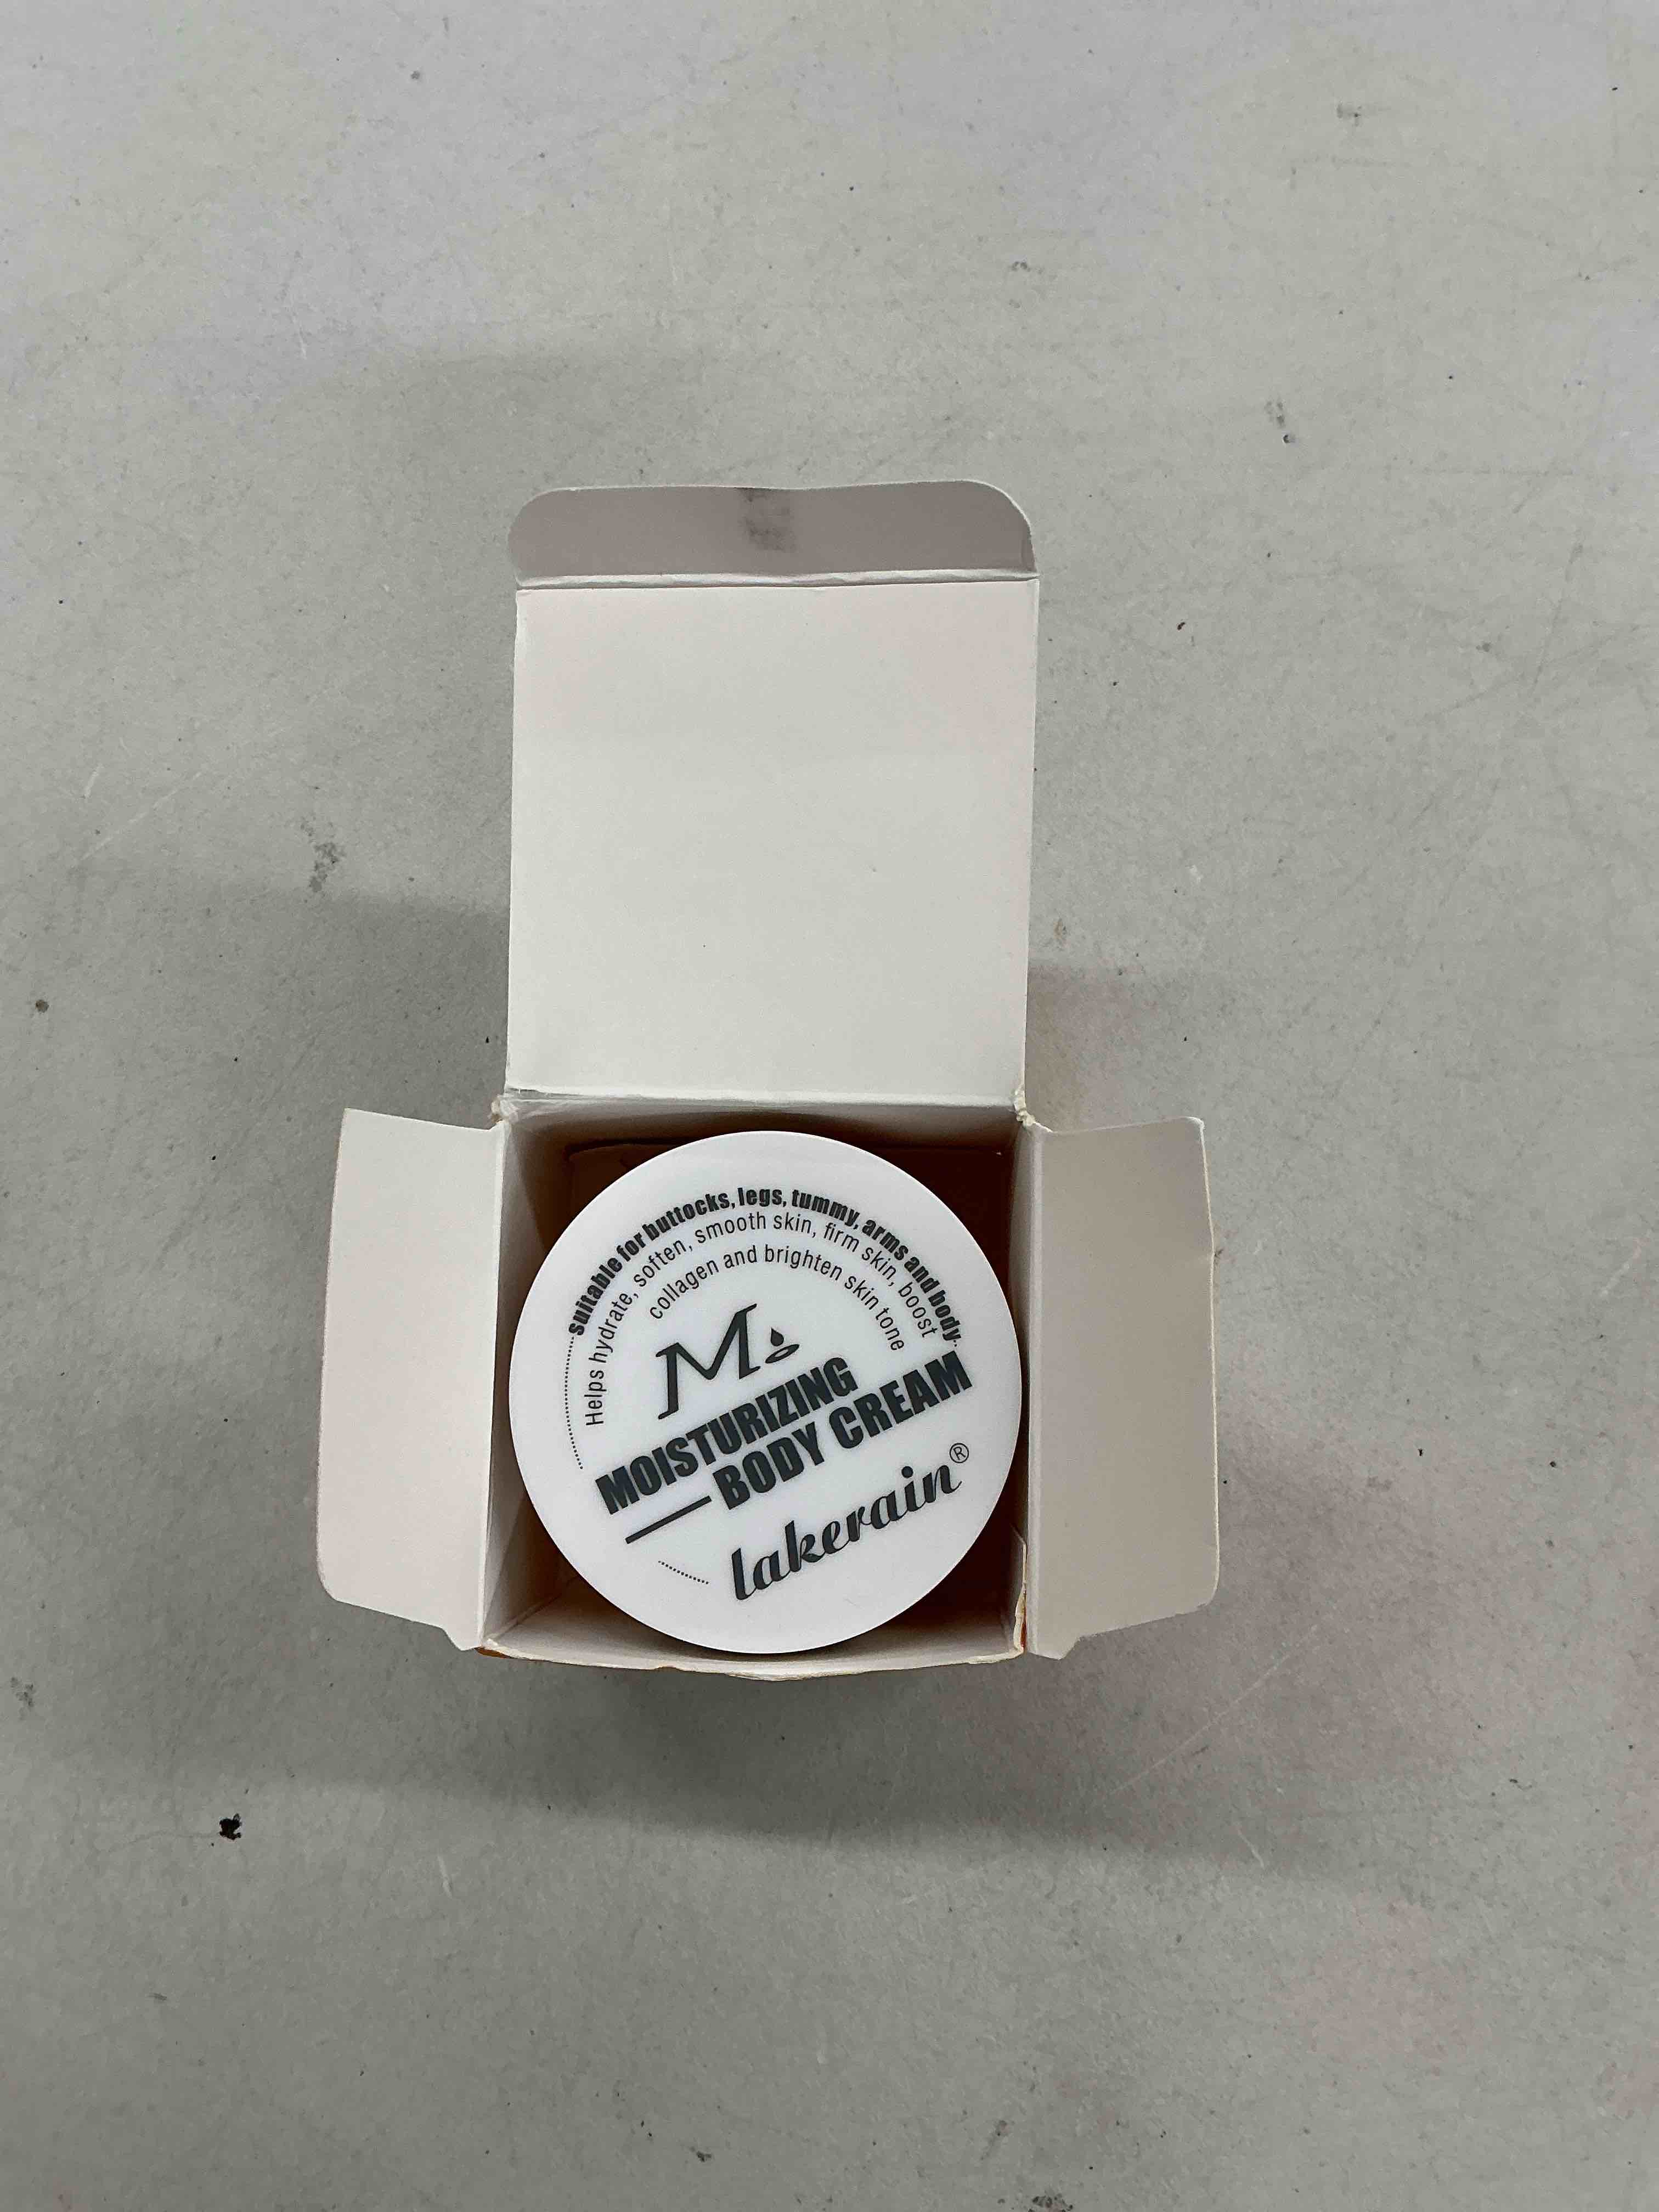 suitable for buttocks, legs, tummy, arms and body
Helps hydrate, soften, smooth skin, firm skin, boost
collagen and brighten skin tone
M
MOISTURIZING
BODY CREAM
lakerain®